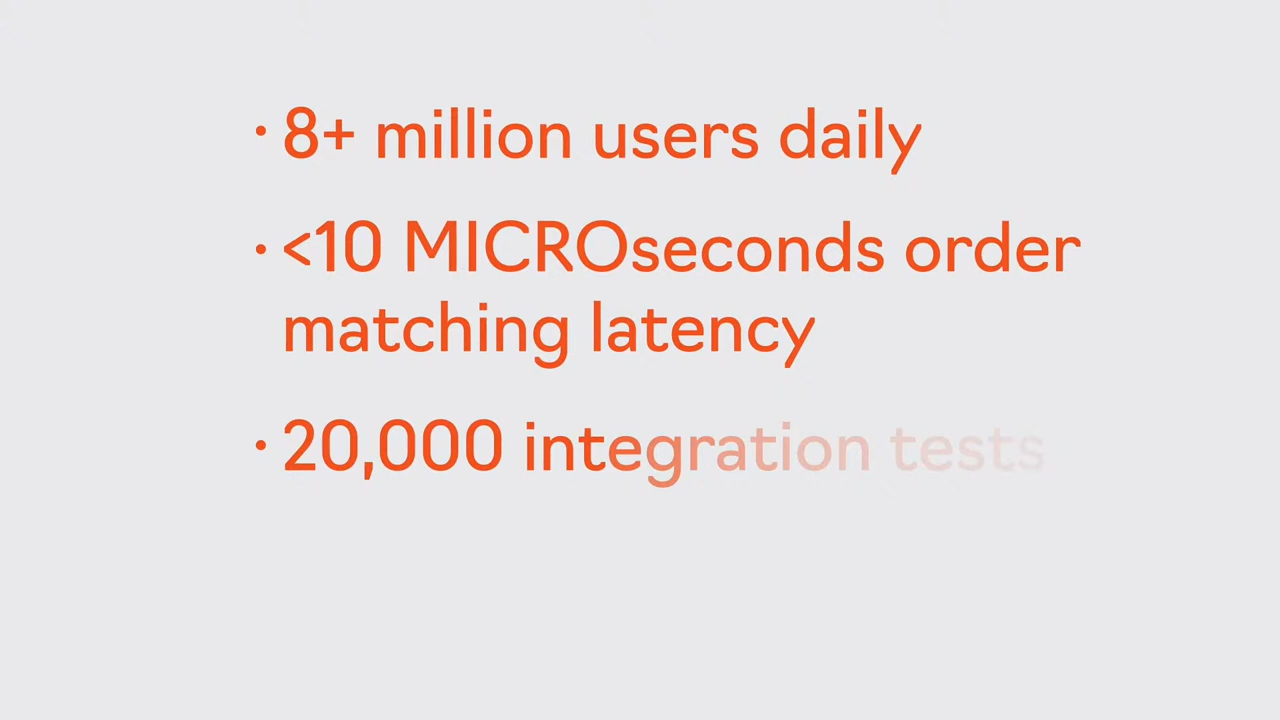 · 8+ million users daily
· <10 MICROseconds order
matching latency
· 20,000 integration tests